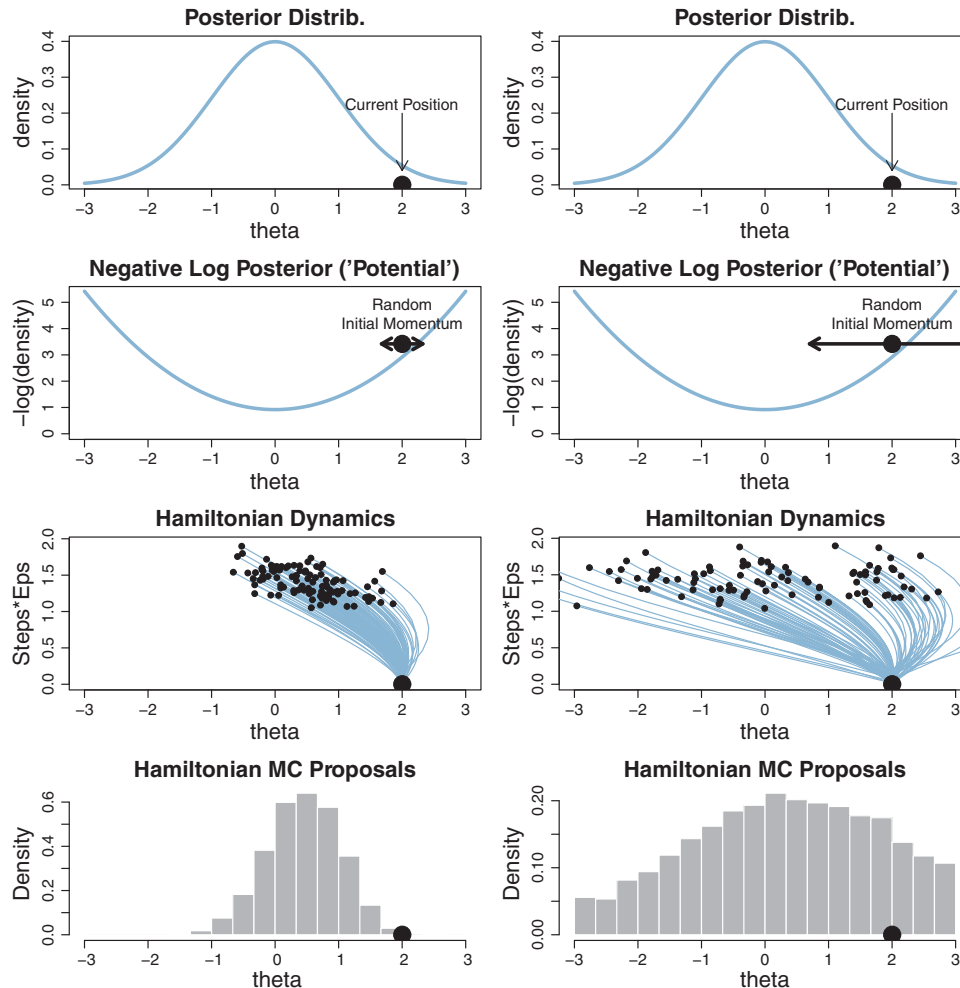 Posterior Distrib.
density
0.0 0.1 0.2 0.3 0.4
Current Position
−3 −2 −1 0 1 2 3
theta
Posterior Distrib.
density
0.0 0.1 0.2 0.3 0.4
Current Position
−3 −2 −1 0 1 2 3
theta
Negative Log Posterior ('Potential')
−log(density)
0 1 2 3 4 5
Random
Initial Momentum
−3 −2 −1 0 1 2 3
theta
Negative Log Posterior ('Potential')
−log(density)
0 1 2 3 4 5
Random
Initial Momentum
−3 −2 −1 0 1 2 3
theta
Hamiltonian Dynamics
Steps*Eps
0.0 0.5 1.0 1.5 2.0
−3 −2 −1 0 1 2 3
theta
Hamiltonian Dynamics
Steps*Eps
0.0 0.5 1.0 1.5 2.0
−3 −2 −1 0 1 2 3
theta
Hamiltonian MC Proposals
Density
0.0 0.2 0.4 0.6
−3 −2 −1 0 1 2 3
theta
Hamiltonian MC Proposals
Density
0.00 0.10 0.20
−3 −2 −1 0 1 2 3
theta